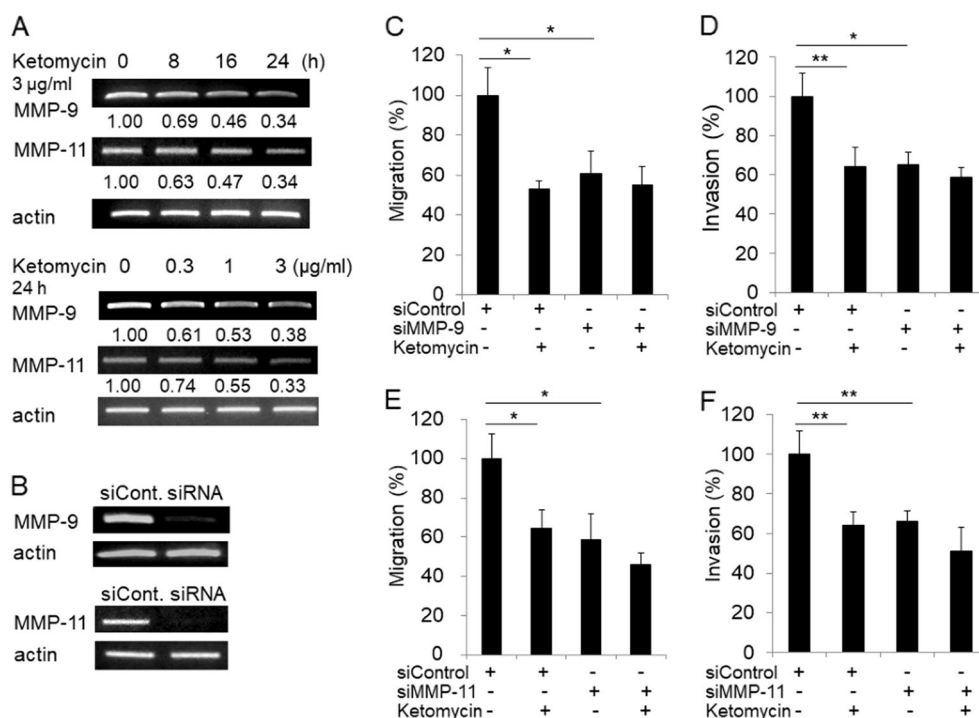 A
Ketomycin 0 8 16 24 (h)
3 μg/ml
MMP-9
1.00 0.69 0.46 0.34
MMP-11
1.00 0.63 0.47 0.34
actin
Ketomycin 0 0.3 1 3 (μg/ml)
24 h
MMP-9
1.00 0.61 0.53 0.38
MMP-11
1.00 0.74 0.55 0.33
actin
B
siCont. siRNA
MMP-9
actin
siCont. siRNA
MMP-11
actin
C
Migration (%)
120
100
80
60
40
20
0
*
*
siControl + + - -
siMMP-9 - - + +
Ketomycin - + - +
D
Invasion (%)
120
100
80
60
40
20
0
*
**
siControl + + - -
siMMP-9 - - + +
Ketomycin - + - +
E
Migration (%)
120
100
80
60
40
20
0
*
*
siControl + + - -
siMMP-11 - - + +
Ketomycin - + - +
F
Invasion (%)
120
100
80
60
40
20
0
**
**
siControl + + - -
siMMP-11 - - + +
Ketomycin - + - +